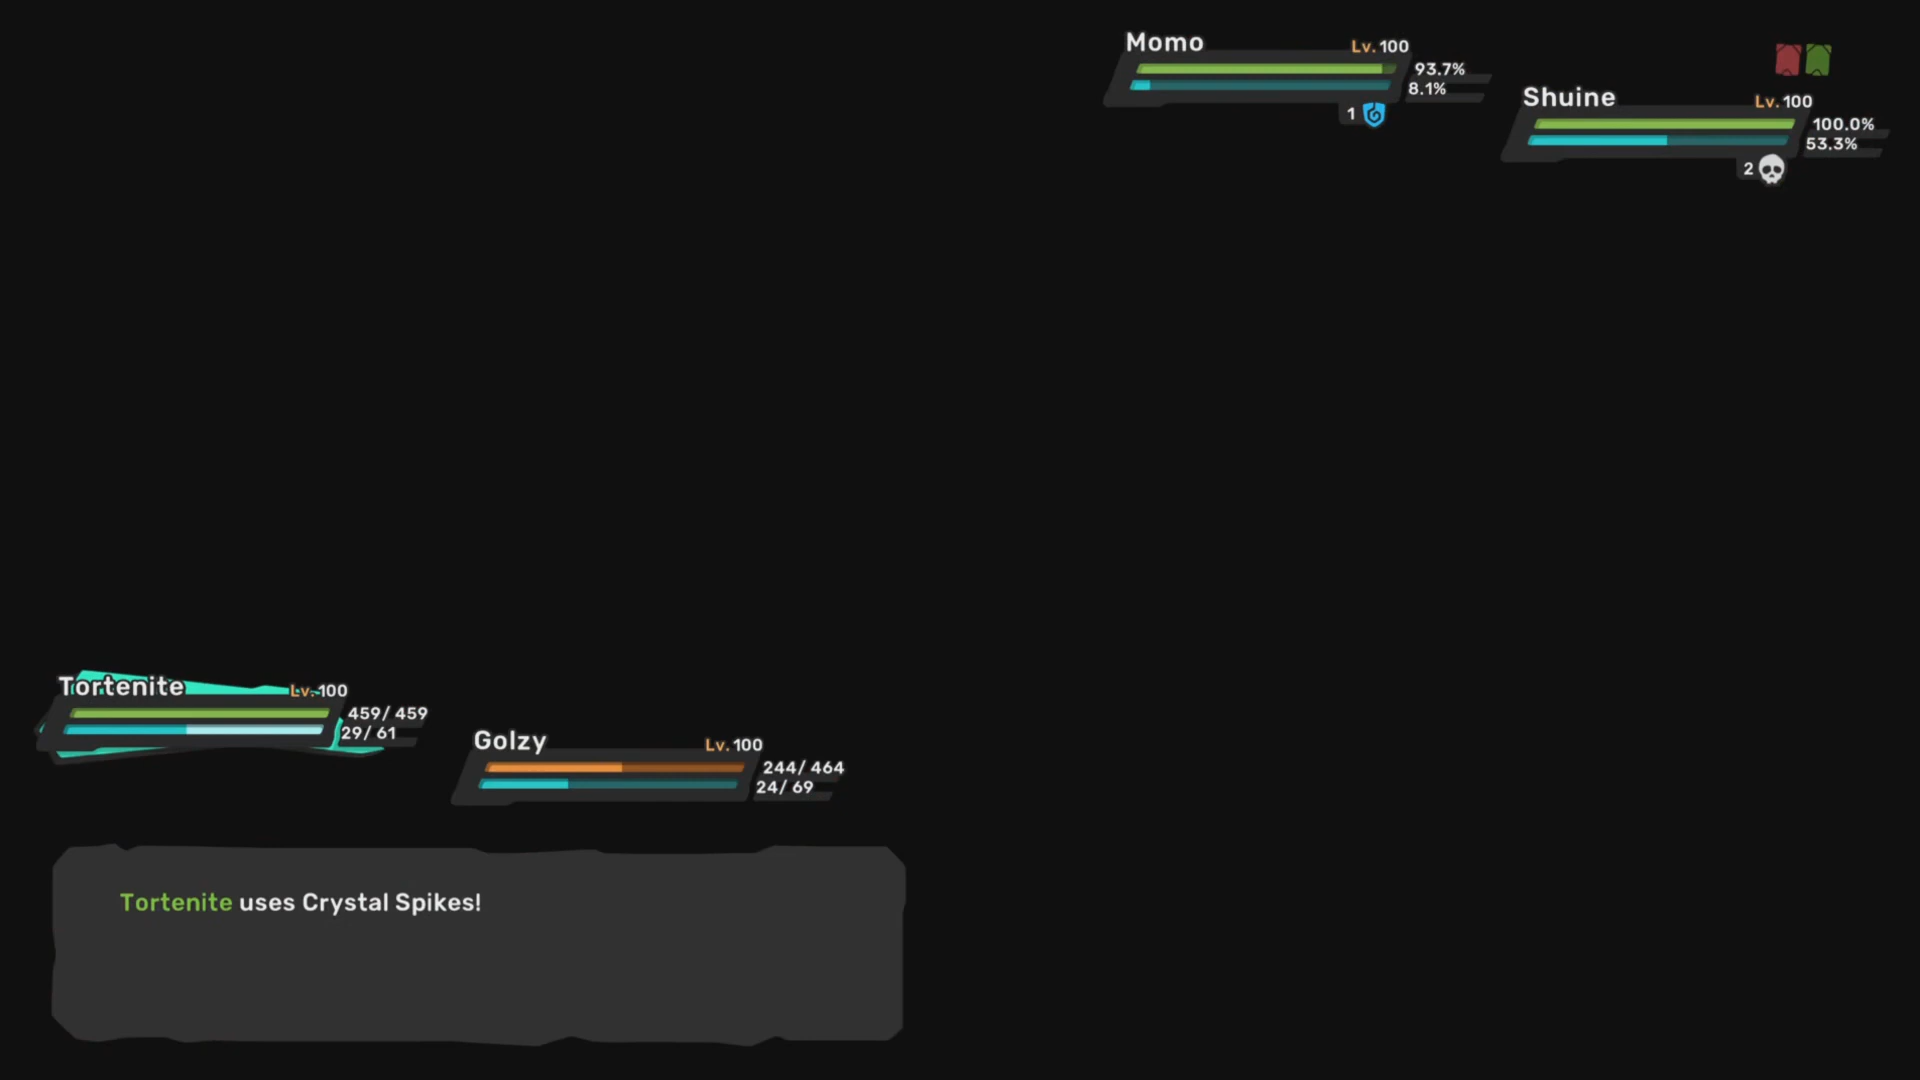 Momo Lv.100
93.7%
8.1%
1
Shuine Lv.100
100.0%
53.3%
2
Tortenite Lv.100
459/459
29/61
Golzy Lv.100
244/464
24/69
Tortenite uses Crystal Spikes!